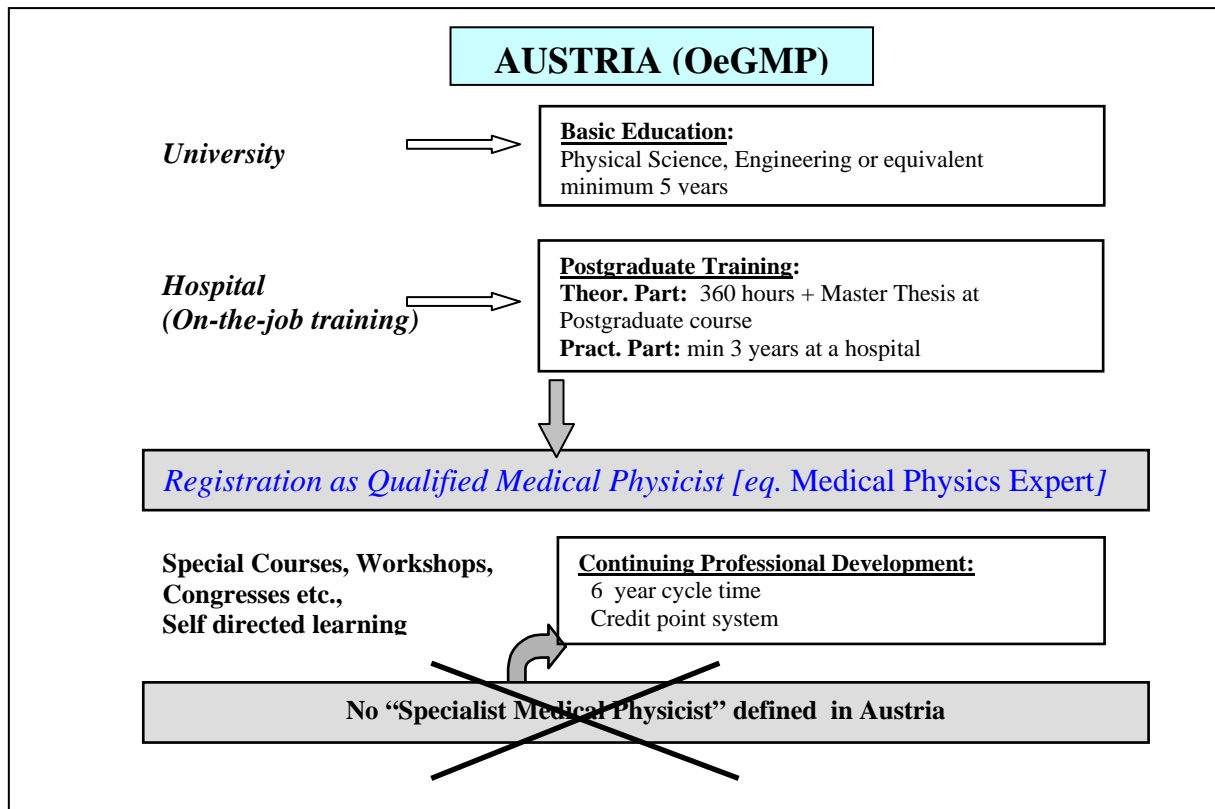 AUSTRIA (OeGMP)
University
Basic Education:
Physical Science, Engineering or equivalent
minimum 5 years
Hospital
(On-the-job training)
Postgraduate Training:
Theor. Part: 360 hours + Master Thesis at
Postgraduate course
Pract. Part: min 3 years at a hospital
Registration as Qualified Medical Physicist [eq. Medical Physics Expert]
Special Courses, Workshops,
Congresses etc.,
Self directed learning
Continuing Professional Development:
6 year cycle time
Credit point system
No “Specialist Medical Physicist” defined in Austria